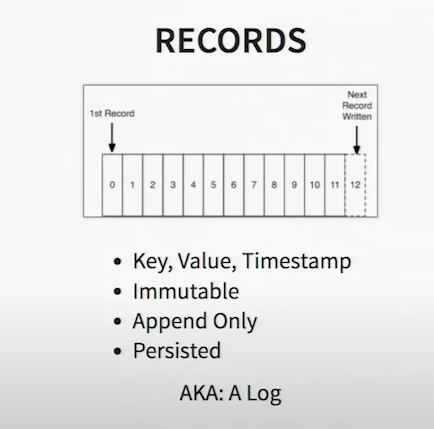 RECORDS
1st Record
Next
Record
Written
0 1 2 3 4 5 6 7 8 9 10 11 12
• Key, Value, Timestamp
• Immutable
• Append Only
• Persisted
AKA: A Log